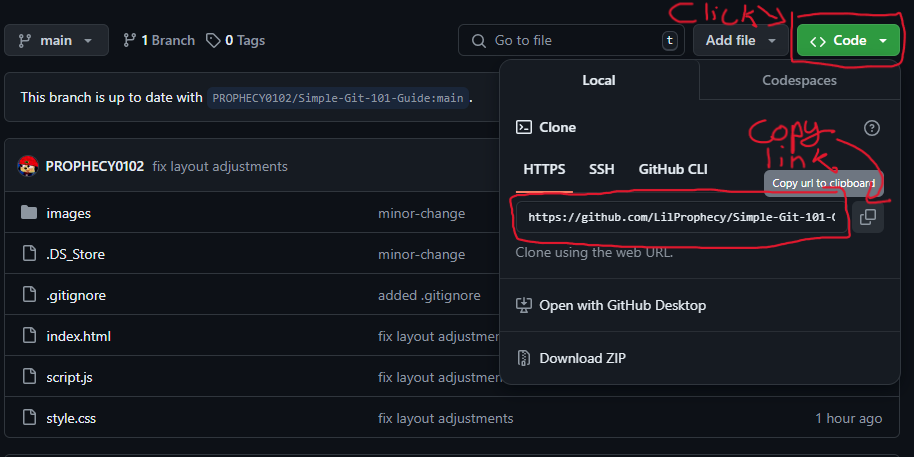 Click
main
1 Branch
0 Tags
Go to file
t
Add file
Code
This branch is up to date with PROPHECY0102/Simple-Git-101-Guide:main .
Local
Codespaces
Clone
Copy
link
HTTPS
SSH
GitHub CLI
Copy url to clipboard
https://github.com/LilProphecy/Simple-Git-101-G
Clone using the web URL.
Open with GitHub Desktop
Download ZIP
PROPHECY0102 fix layout adjustments
images minor-change
.DS_Store minor-change
.gitignore added .gitignore
index.html fix layout adjustments
script.js fix layout adjustmen
style.css fix layout adjustments 1 hour ago